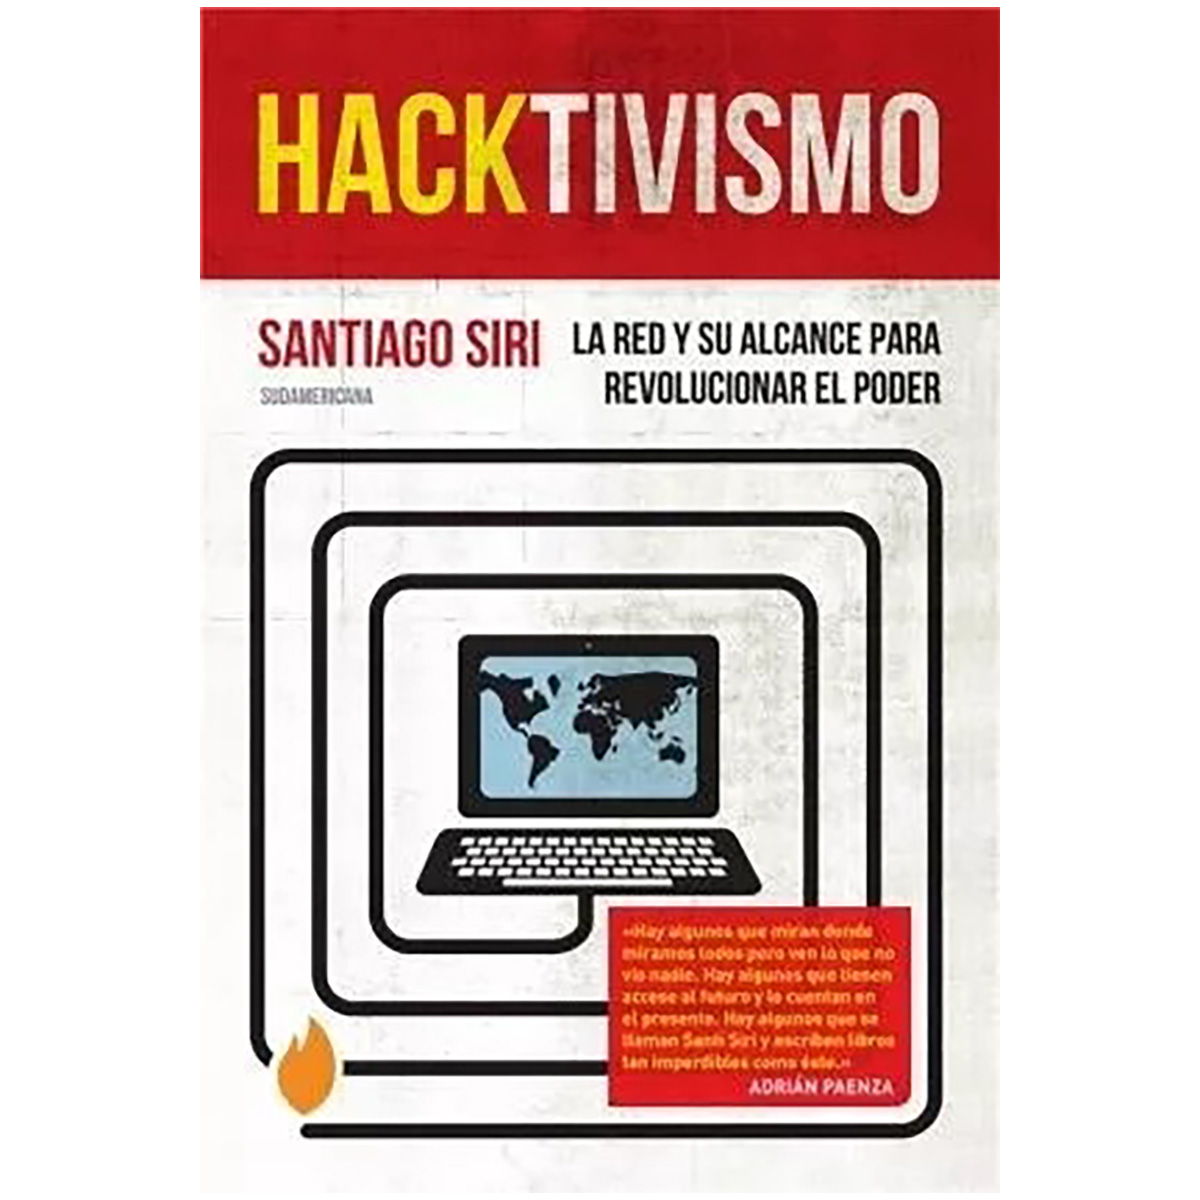 HACKTIVISMO
SANTIAGO SIRI
SUDAMERICANA
LA RED Y SU ALCANCE PARA
REVOLUCIONAR EL PODER
«Hay algunos que miran donde
miramos todos pero ven lo que no
vio nadie. Hay algunos que tienen
acceso al futuro y lo cuentan en
el presente. Hay algunos que se
llaman Santi Siri y escriben libros
tan imperdibles como éste.»
ADRIÁN PAENZA